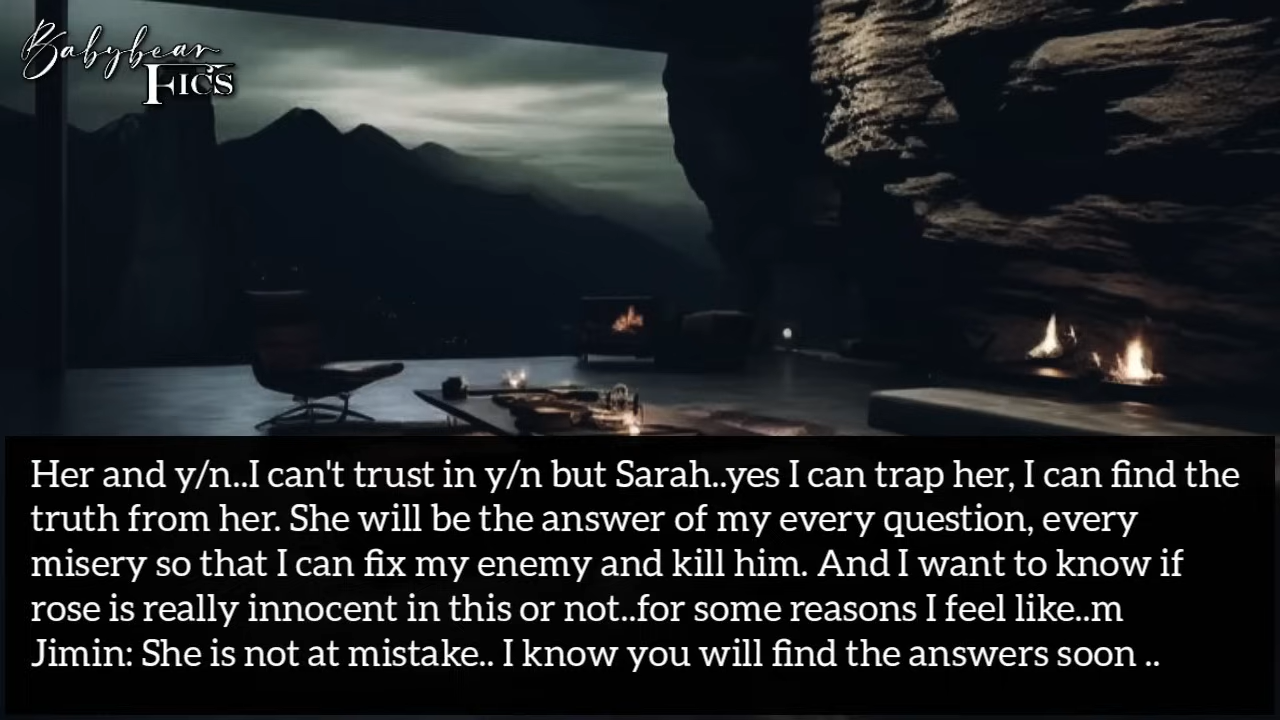 Babybear
FICS
Her and y/n..I can't trust in y/n but Sarah..yes I can trap her, I can find the
truth from her. She will be the answer of my every question, every
misery so that I can fix my enemy and kill him. And I want to know if
rose is really innocent in this or not..for some reasons I feel like..m
Jimin: She is not at mistake.. I know you will find the answers soon ..